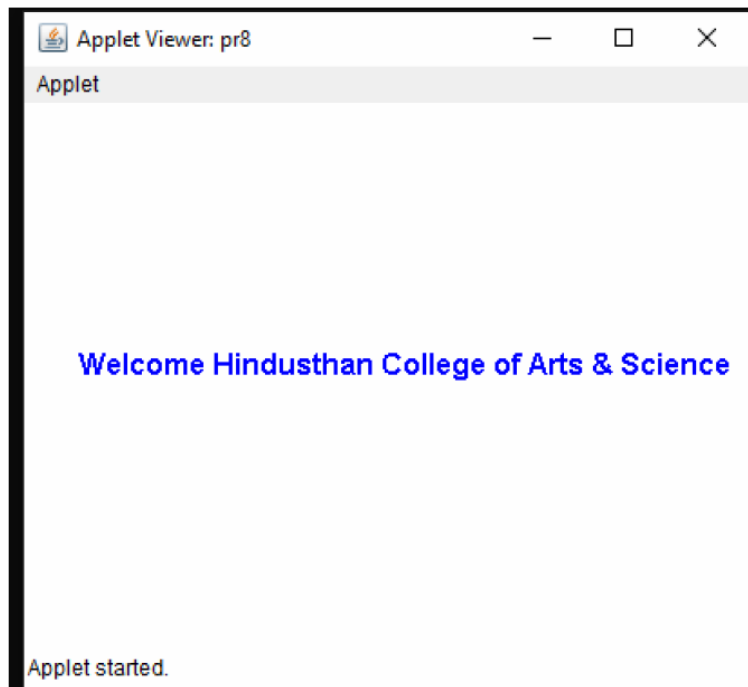 Applet Viewer: pr8
Applet
Welcome Hindusthan College of Arts & Science
Applet started.